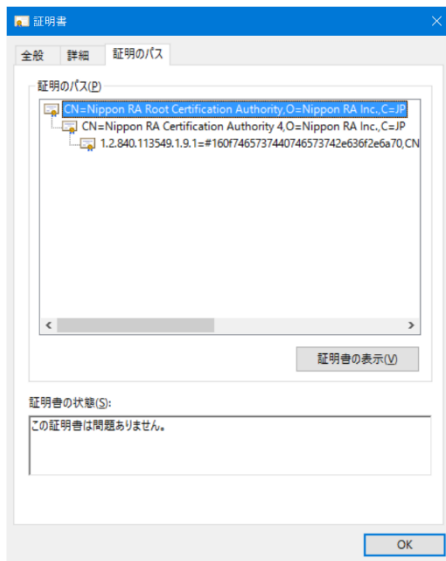 証明書
全般 詳細 証明のパス
証明のパス(P)
CN=Nippon RA Root Certification Authority,O=Nippon RA Inc.,C=JP
CN=Nippon RA Certification Authority 4,O=Nippon RA Inc.,C=JP
1.2.840.113549.1.9.1=#160f7465737440746573742e636f2e6a70,CN
証明書の表示(V)
証明書の状態(S):
この証明書は問題ありません。
OK